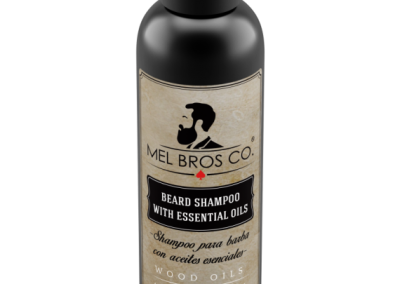 MEL BROS CO.®
BEARD SHAMPOO
WITH ESSENTIAL OILS
Shampoo para barba
con aceites esenciales
WOOD OILS